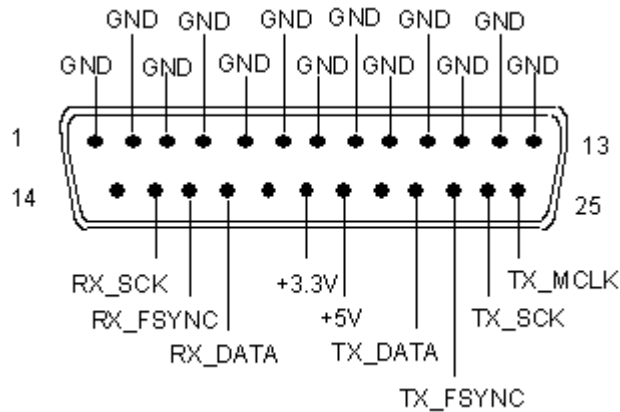 GND GND GND GND GND GND
GND GND GND GND GND GND GND
1 13
14 25
RX_SCK +3.3V TX_MCLK
RX_FSYNC +5V TX_SCK
RX_DATA TX_DATA
TX_FSYNC